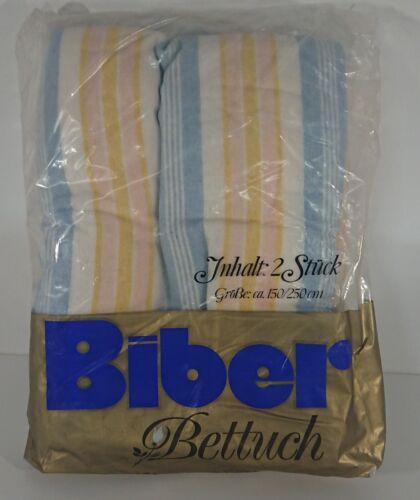 Inhalt: 2 Stück
Größe: ca. 150/250 cm
Biber
Bettuch